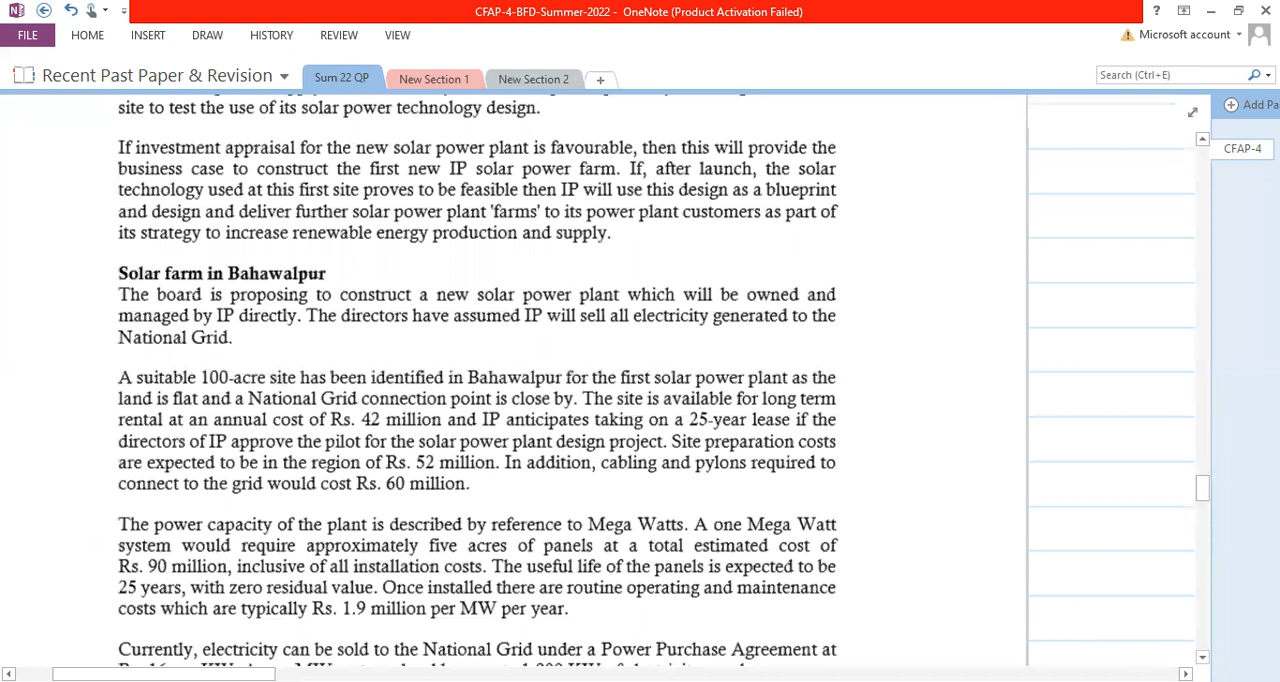 CFAP-4-BFD-Summer-2022 - OneNote (Product Activation Failed)
FILE HOME INSERT DRAW HISTORY REVIEW VIEW
Microsoft account
Recent Past Paper & Revision Sum 22 QP New Section 1 New Section 2 +
Search (Ctrl+E)
Add Pa
CFAP-4
site to test the use of its solar power technology design.
If investment appraisal for the new solar power plant is favourable, then this will provide the
business case to construct the first new IP solar power farm. If, after launch, the solar
technology used at this first site proves to be feasible then IP will use this design as a blueprint
and design and deliver further solar power plant 'farms' to its power plant customers as part of
its strategy to increase renewable energy production and supply.
Solar farm in Bahawalpur
The board is proposing to construct a new solar power plant which will be owned and
managed by IP directly. The directors have assumed IP will sell all electricity generated to the
National Grid.
A suitable 100-acre site has been identified in Bahawalpur for the first solar power plant as the
land is flat and a National Grid connection point is close by. The site is available for long term
rental at an annual cost of Rs. 42 million and IP anticipates taking on a 25-year lease if the
directors of IP approve the pilot for the solar power plant design project. Site preparation costs
are expected to be in the region of Rs. 52 million. In addition, cabling and pylons required to
connect to the grid would cost Rs. 60 million.
The power capacity of the plant is described by reference to Mega Watts. A one Mega Watt
system would require approximately five acres of panels at a total estimated cost of
Rs. 90 million, inclusive of all installation costs. The useful life of the panels is expected to be
25 years, with zero residual value. Once installed there are routine operating and maintenance
costs which are typically Rs. 1.9 million per MW per year.
Currently, electricity can be sold to the National Grid under a Power Purchase Agreement at